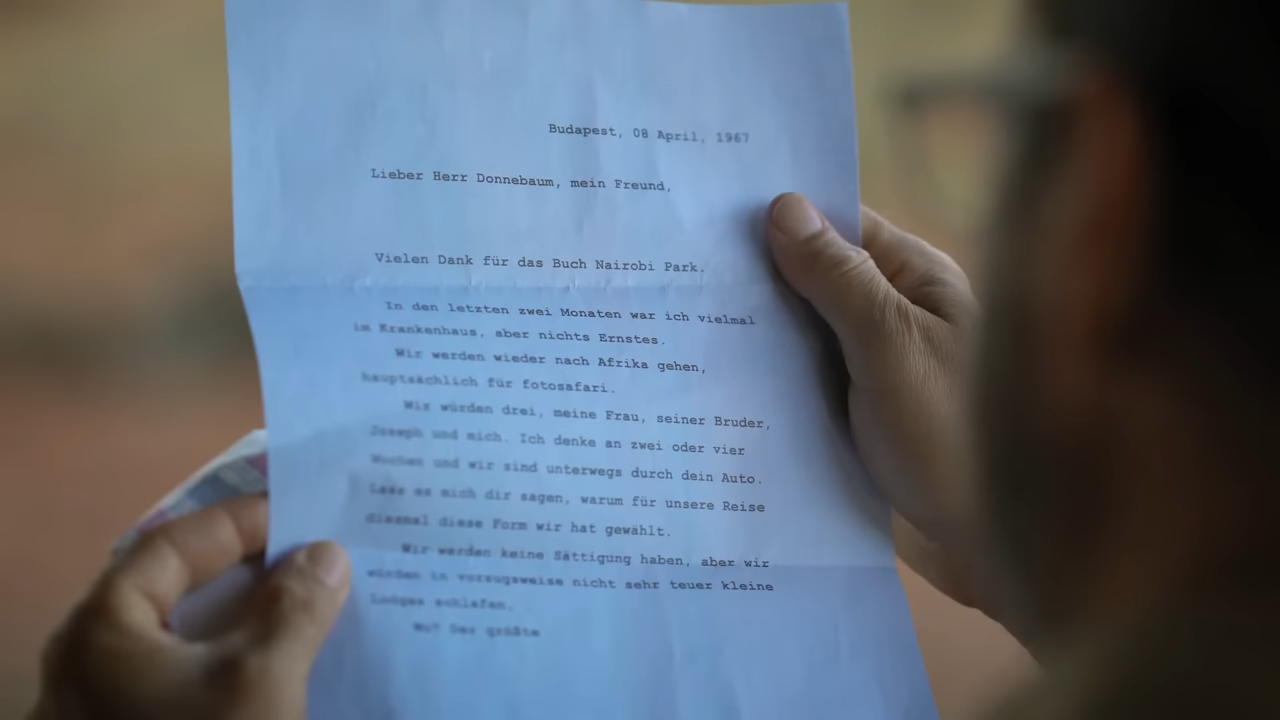 Budapest, 08 April, 1967
Lieber Herr Donnebaum, mein Freund,
Vielen Dank für das Buch Nairobi Park.
In den letzten zwei Monaten war ich vielmal
im Krankenhaus, aber nichts Ernstes.
Wir werden wieder nach Afrika gehen,
hauptsächlich für fotosafari.
Wir würden drei, meine Frau, seiner Bruder,
Joseph und mich. Ich denke an zwei oder vier
Wochen und wir sind unterwegs durch dein Auto.
Lass es mich dir sagen, warum für unsere Reise
diesmal diese Form wir hat gewählt.
Wir werden keine Sättigung haben, aber wir
würden in vorzugsweise nicht sehr teuer kleine
Lodges schlafen.
Wo? Der größte